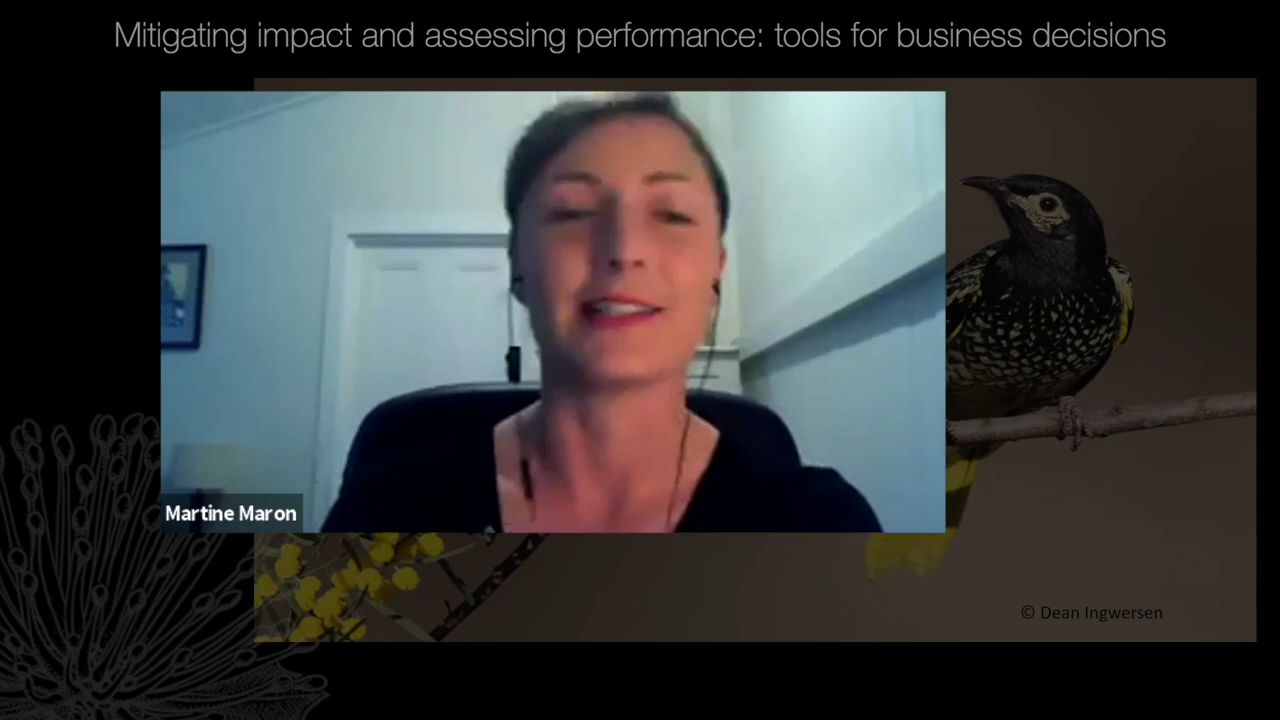 Mitigating impact and assessing performance: tools for business decisions
Martine Maron
© Dean Ingwersen